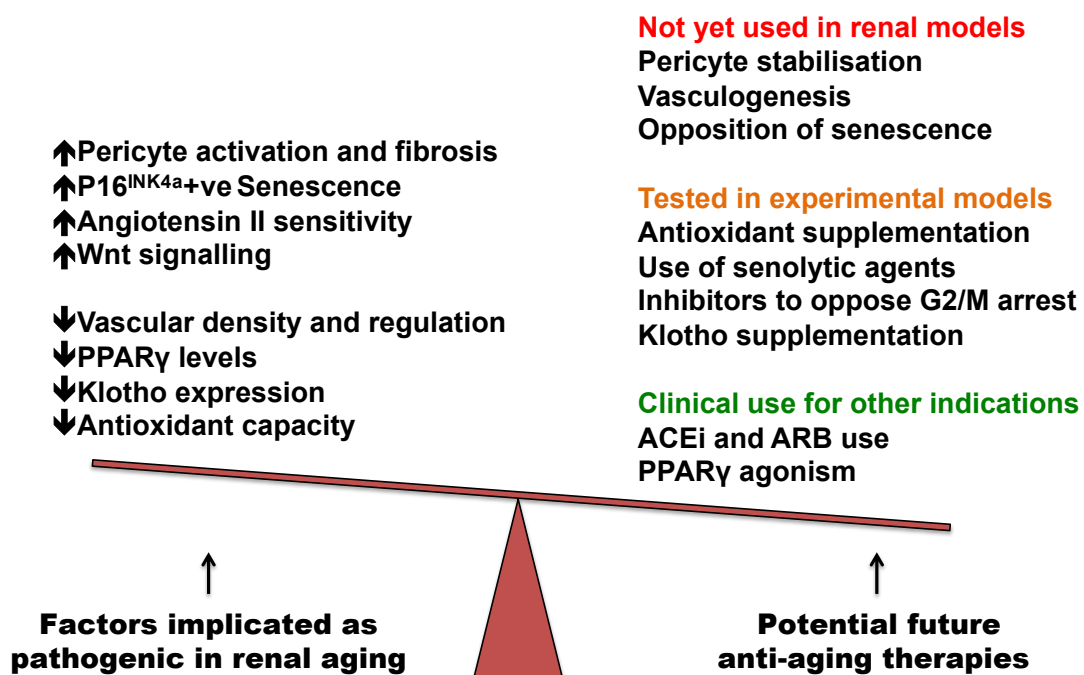 ⬆Pericyte activation and fibrosis
⬆P16INK4a+ve Senescence
⬆Angiotensin II sensitivity
⬆Wnt signalling
⬇Vascular density and regulation
⬇PPARγ levels
⬇Klotho expression
⬇Antioxidant capacity
Factors implicated as
pathogenic in renal aging
Not yet used in renal models
Pericyte stabilisation
Vasculogenesis
Opposition of senescence
Tested in experimental models
Antioxidant supplementation
Use of senolytic agents
Inhibitors to oppose G2/M arrest
Klotho supplementation
Clinical use for other indications
ACEi and ARB use
PPARγ agonism
Potential future
anti-aging therapies